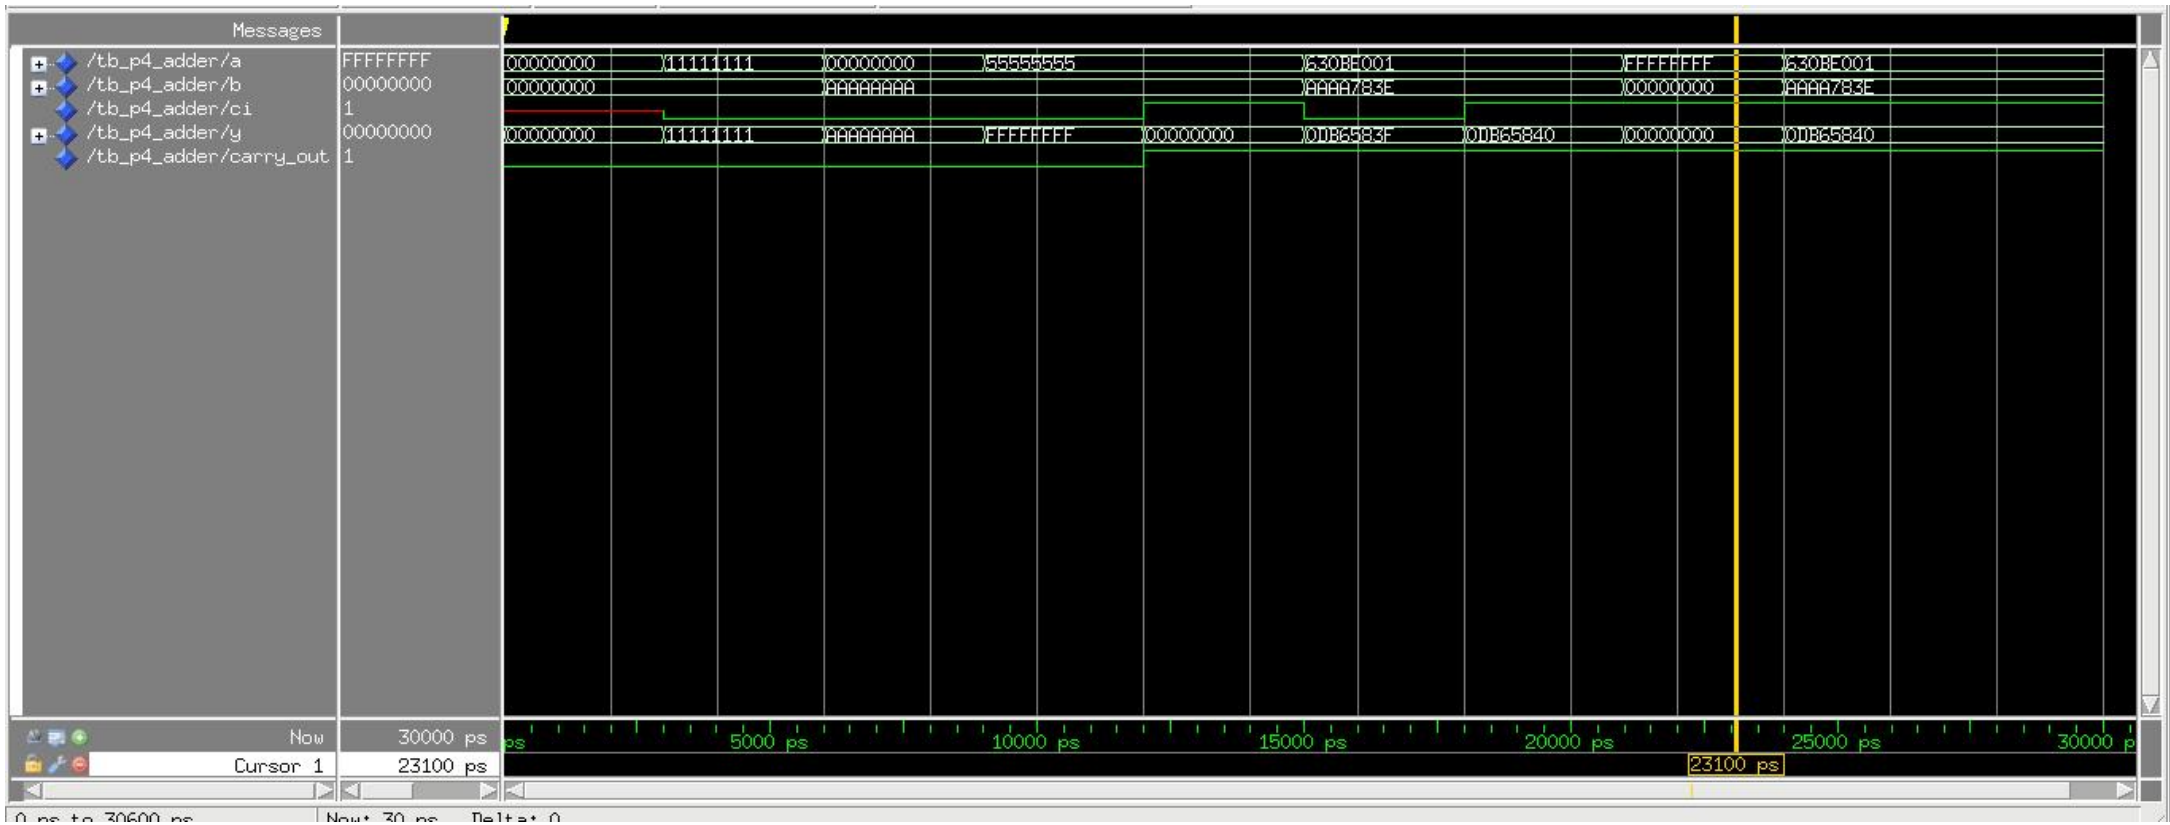 Messages
/tb_p4_adder/a FFFFFFFF 00000000 11111111 00000000 55555555 630BE001 FFFFFFFF 630BE001
/tb_p4_adder/b 00000000 00000000 AAAAAAAA AAAA783E 00000000 AAAA783E
/tb_p4_adder/ci 1
/tb_p4_adder/y 00000000 00000000 11111111 AAAAAAAA FFFFFFFF 00000000 0DB6583F 0DB65840 00000000 0DB65840
/tb_p4_adder/carry_out 1
Now 30000 ps ps 5000 ps 10000 ps 15000 ps 20000 ps 25000 ps 30000 p
Cursor 1 23100 ps 23100 ps
0 ps to 30600 ps Now: 30 ns Delta: 0